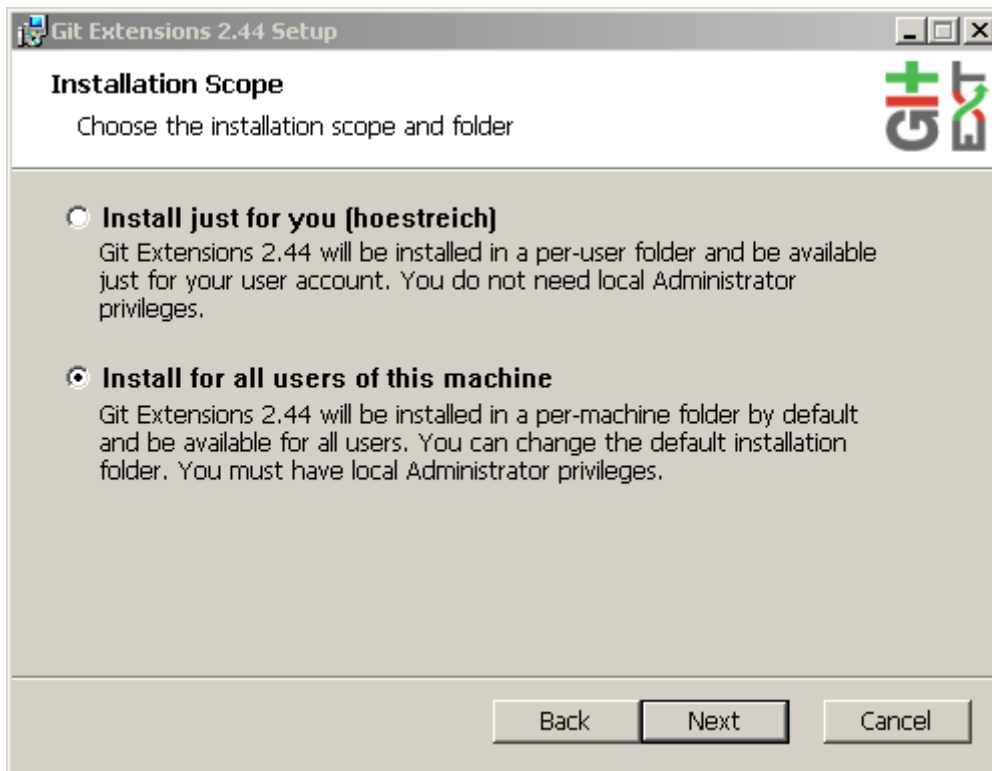 Git Extensions 2.44 Setup
Installation Scope
Choose the installation scope and folder
Git
EXT
Install just for you (hoestreich)
Git Extensions 2.44 will be installed in a per-user folder and be available
just for your user account. You do not need local Administrator
privileges.
Install for all users of this machine
Git Extensions 2.44 will be installed in a per-machine folder by default
and be available for all users. You can change the default installation
folder. You must have local Administrator privileges.
Back
Next
Cancel